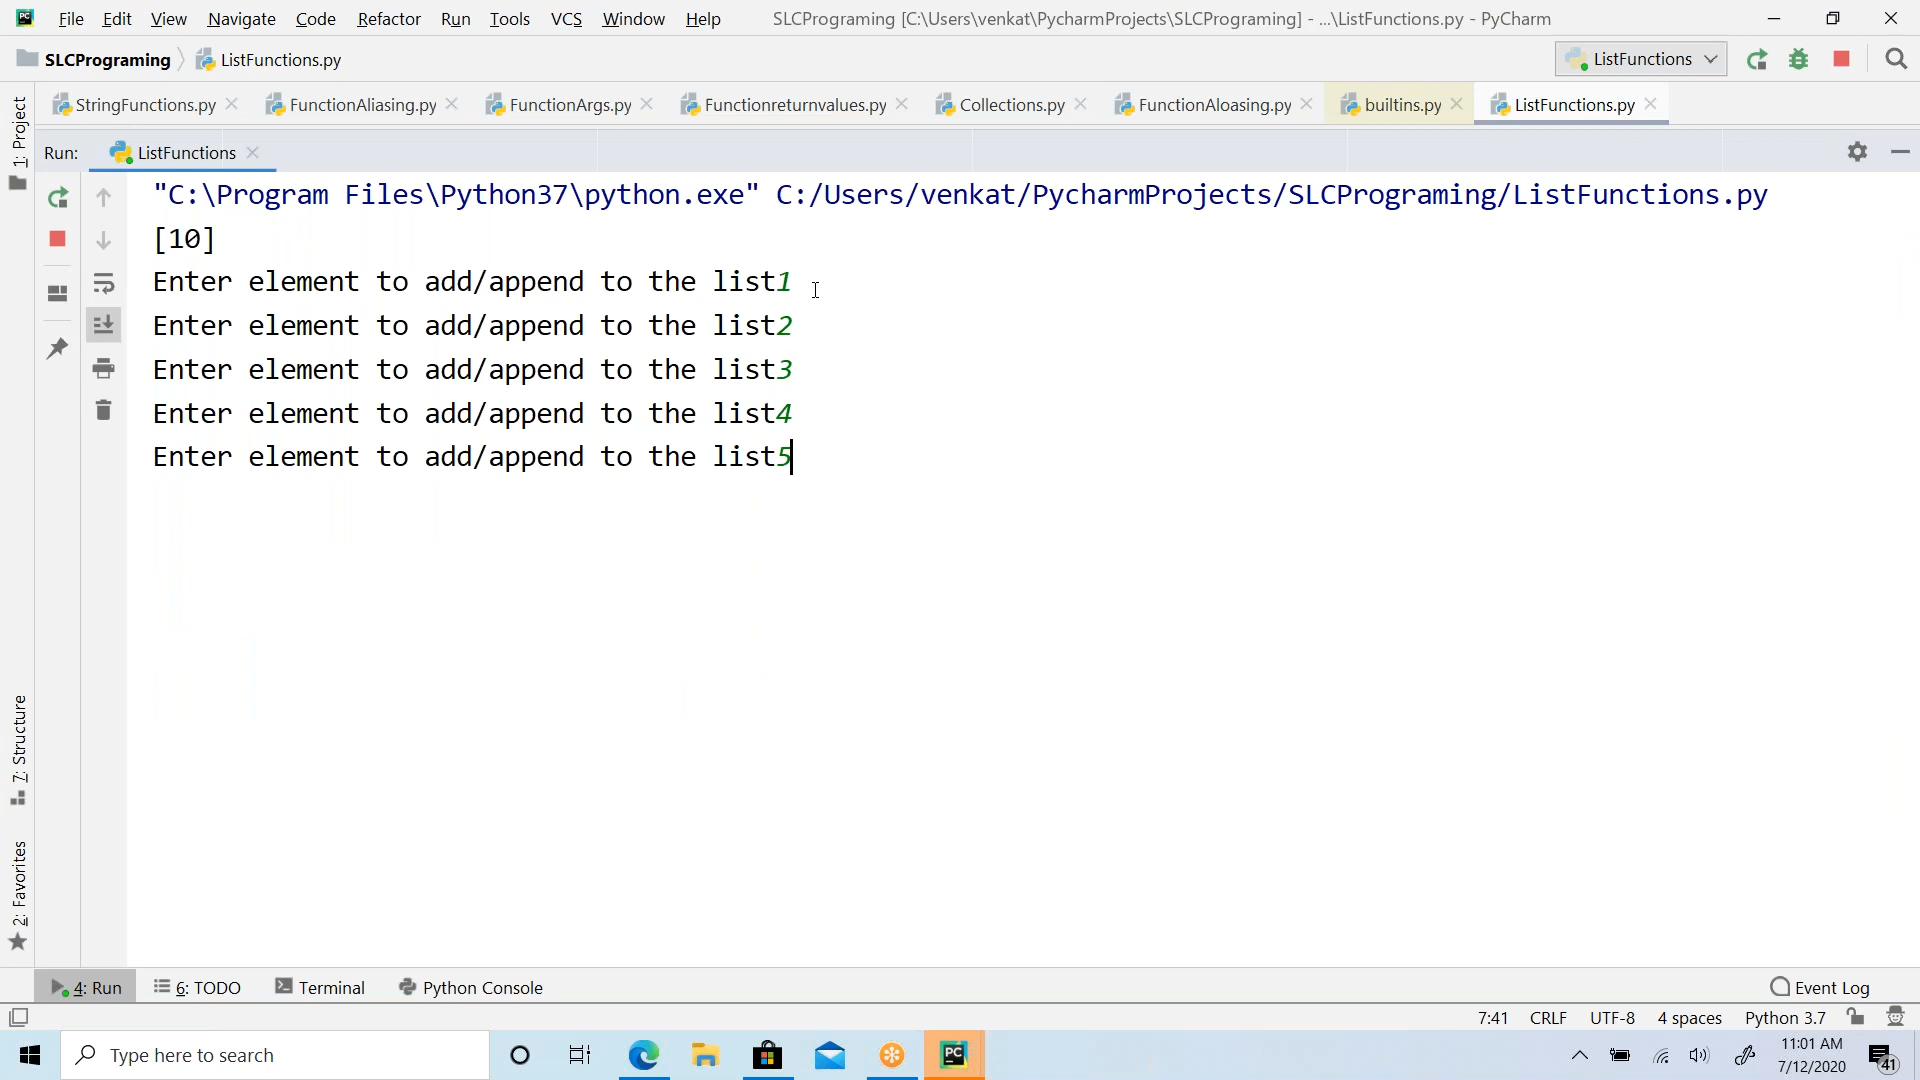 File Edit View Navigate Code Refactor Run Tools VCS Window Help SLCPrograming [C:\Users\venkat\PycharmProjects\SLCPrograming] - ...\ListFunctions.py - PyCharm
SLCPrograming ListFunctions.py ListFunctions
StringFunctions.py FunctionAliasing.py FunctionArgs.py Functionreturnvalues.py Collections.py FunctionAloasing.py builtins.py ListFunctions.py
1: Project
Run: ListFunctions
"C:\Program Files\Python37\python.exe" C:/Users/venkat/PycharmProjects/SLCPrograming/ListFunctions.py
[10]
Enter element to add/append to the list1
Enter element to add/append to the list2
Enter element to add/append to the list3
Enter element to add/append to the list4
Enter element to add/append to the list5
7: Structure
2: Favorites
4: Run 6: TODO Terminal Python Console Event Log
7:41 CRLF UTF-8 4 spaces Python 3.7
Type here to search
PC
11:01 AM
7/12/2020
41